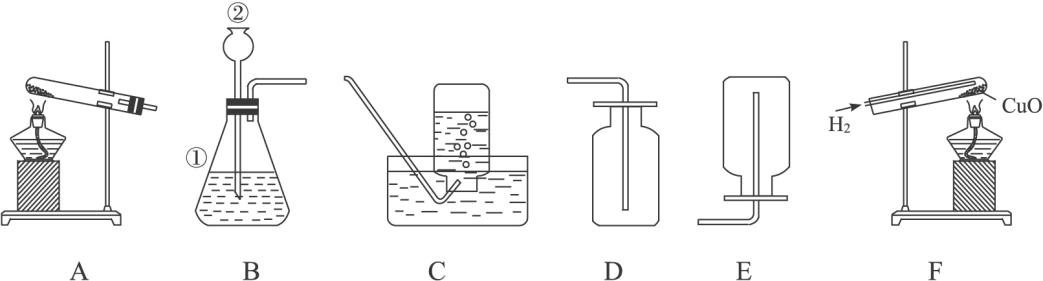 ②
①
H₂
CuO
A B C D E F